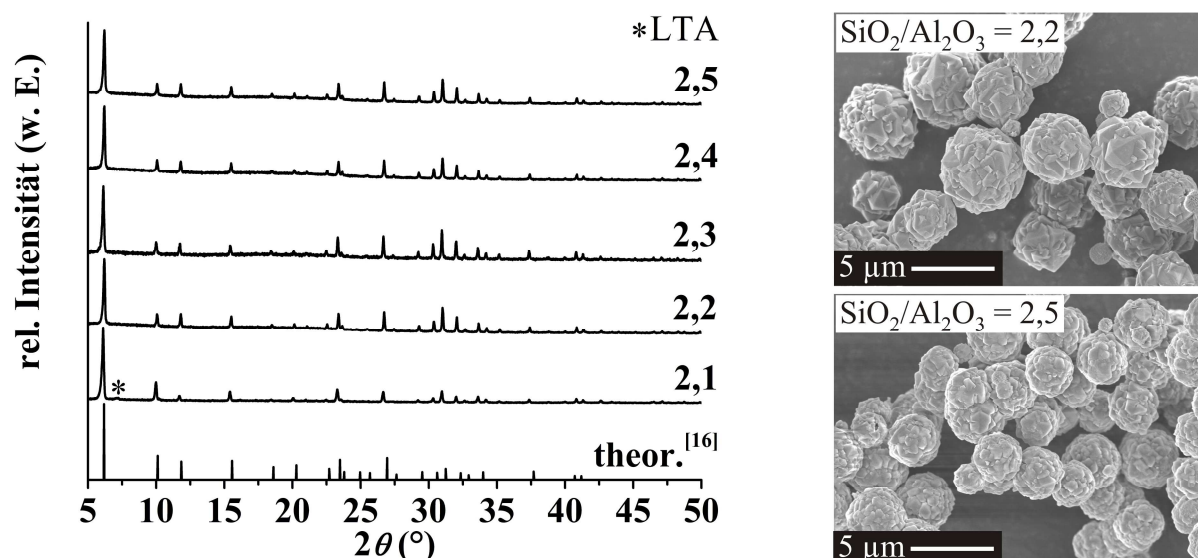 rel. Intensität (w. E.)
*LTA
2,5
2,4
2,3
2,2
2,1
*
theor.[16]
5 10 15 20 25 30 35 40 45 50
2θ (°)
SiO₂/Al₂O₃ = 2,2
5 µm
SiO₂/Al₂O₃ = 2,5
5 µm